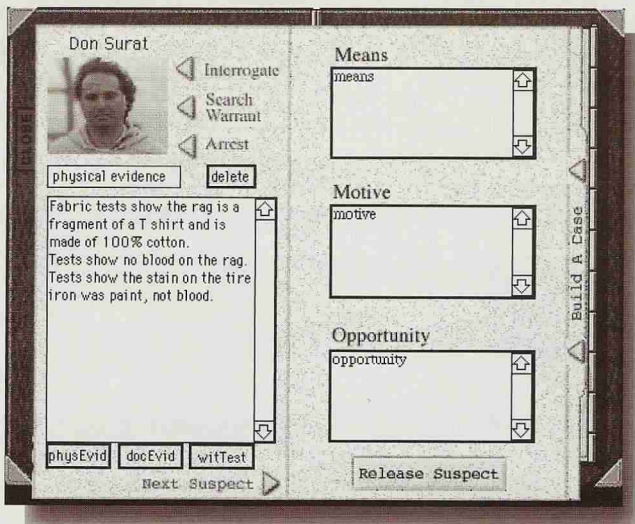 Don Surat
Interrogate
Search
Warrant
Arrest
CLOSE
physical evidence
delete
Fabric tests show the rag is a
fragment of a T shirt and is
made of 100% cotton.
Tests show no blood on the rag.
Tests show the stain on the tire
iron was paint, not blood.
physEvid
docEvid
witTest
Next Suspect
Means
means
Motive
motive
Opportunity
opportunity
Release Suspect
Build A Case